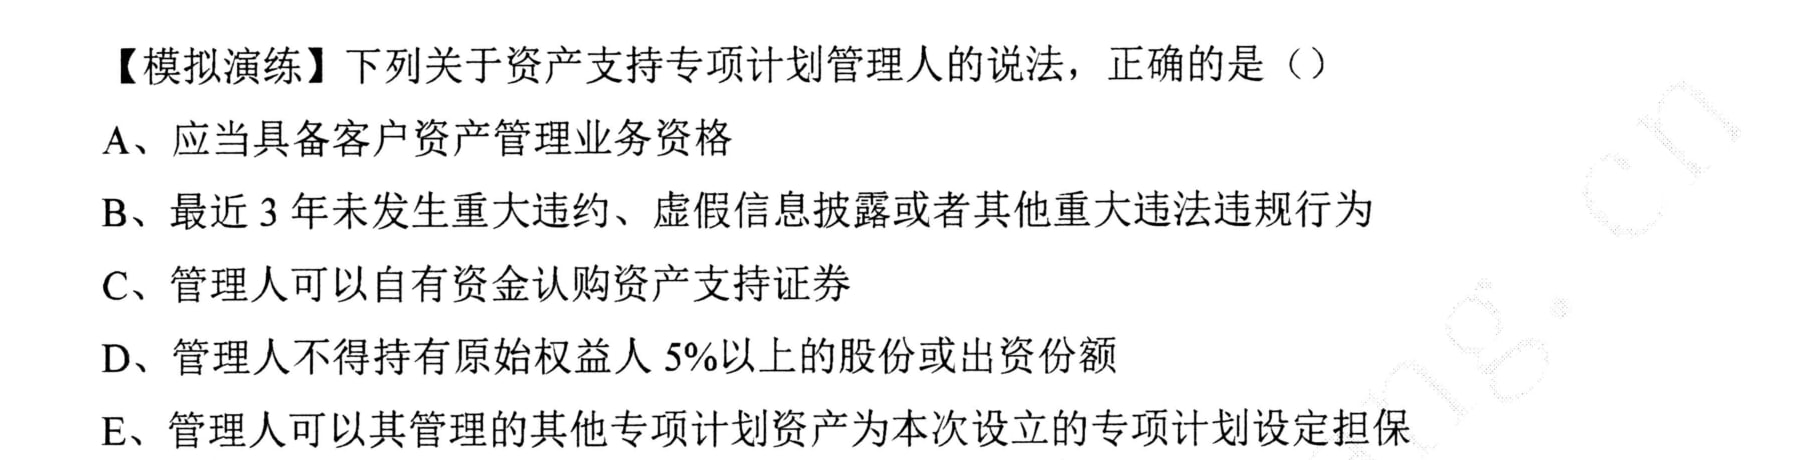 【模拟演练】下列关于资产支持专项计划管理人的说法，正确的是（）
A、应当具备客户资产管理业务资格
B、最近 3 年未发生重大违约、虚假信息披露或者其他重大违法违规行为
C、管理人可以自有资金认购资产支持证券
D、管理人不得持有原始权益人 5%以上的股份或出资份额
E、管理人可以其管理的其他专项计划资产为本次设立的专项计划设定担保
ng.cn